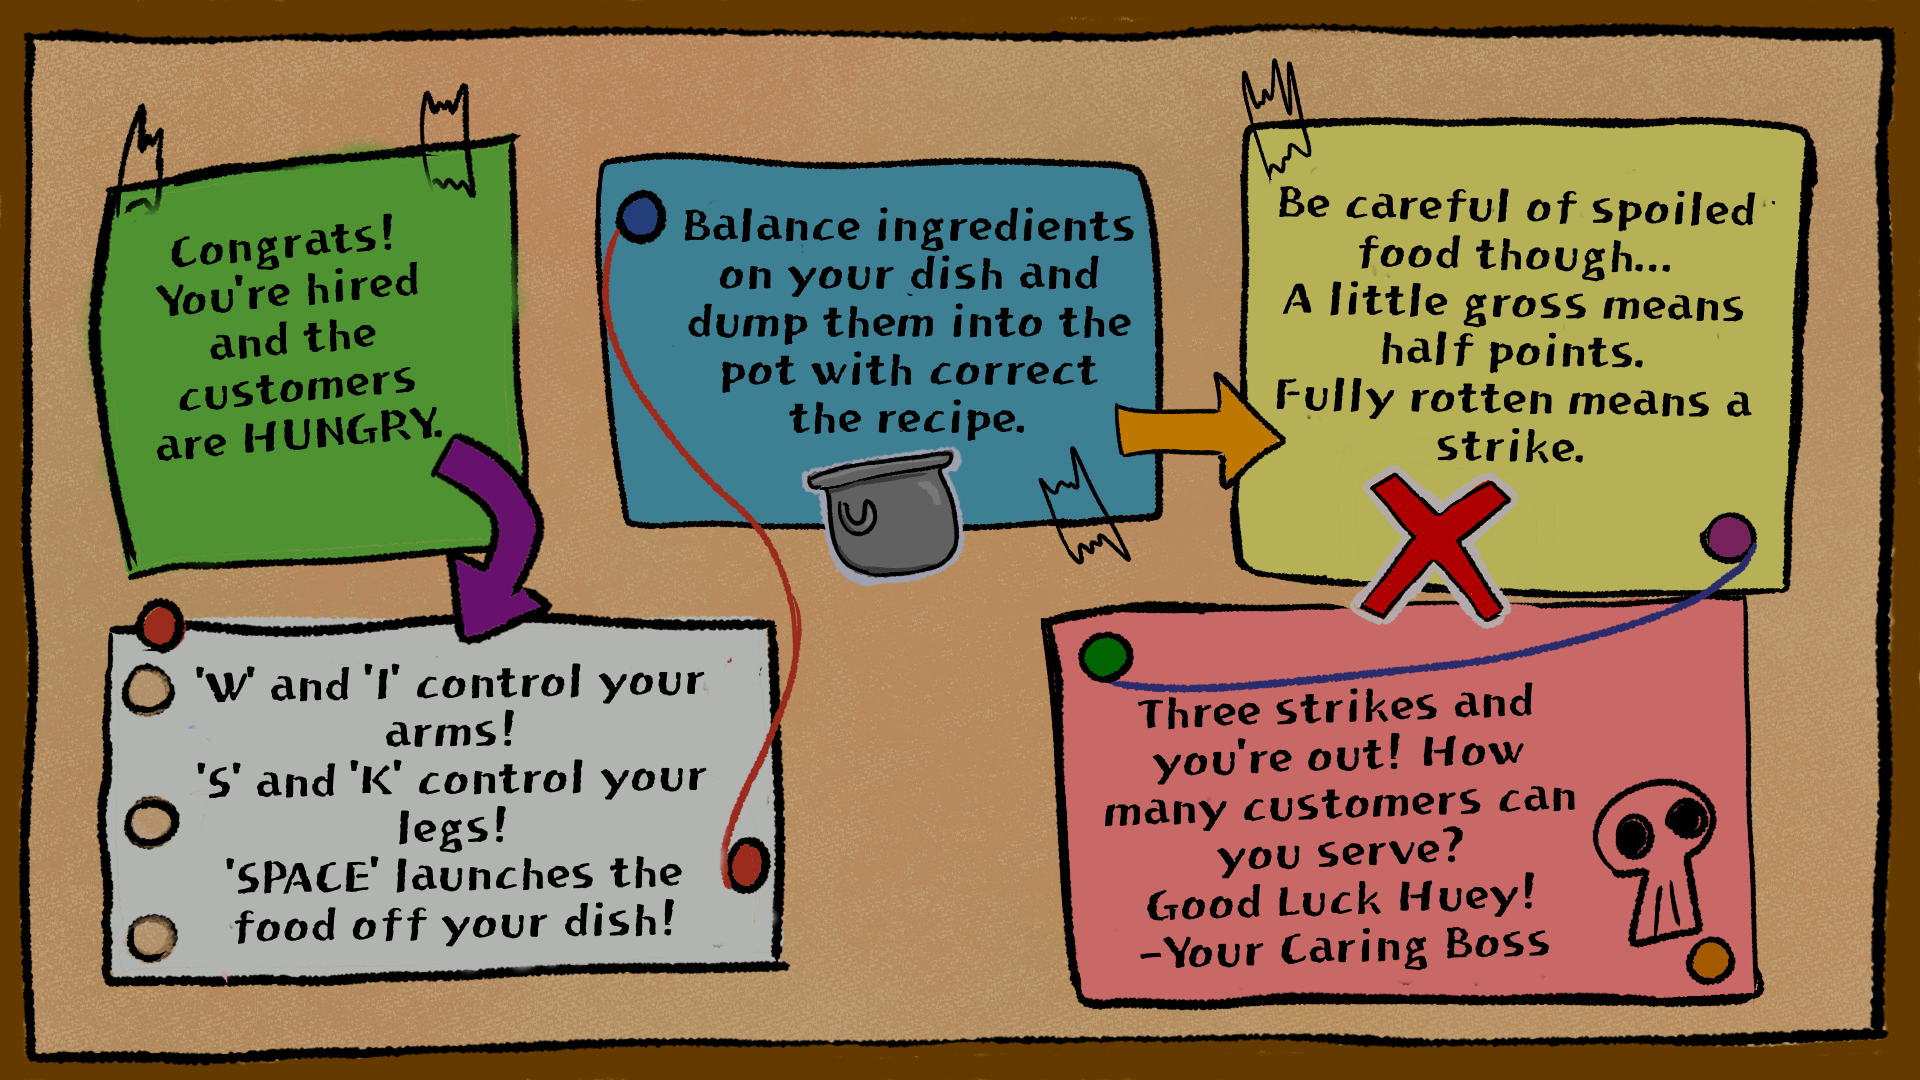 Congrats!
You're hired
and the
customers
are HUNGRY.
'W' and 'I' control your
arms!
'S' and 'K' control your
legs!
'SPACE' launches the
food off your dish!
Balance ingredients
on your dish and
dump them into the
pot with correct
the recipe.
Be careful of spoiled
food though...
A little gross means
half points.
Fully rotten means a
strike.
Three strikes and
you're out! How
many customers can
you serve?
Good Luck Huey!
-Your Caring Boss